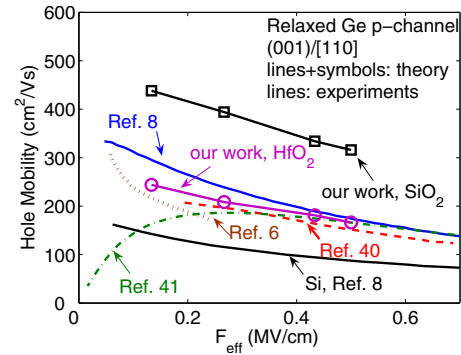 Relaxed Ge p-channel
(001)/[110]
lines+symbols: theory
lines: experiments
Ref. 8
our work, HfO2
our work, SiO2
Ref. 6
Ref. 40
Ref. 41
Si, Ref. 8
Hole Mobility (cm²/Vs)
600
500
400
300
200
100
0
0 0.2 0.4 0.6
Feff (MV/cm)